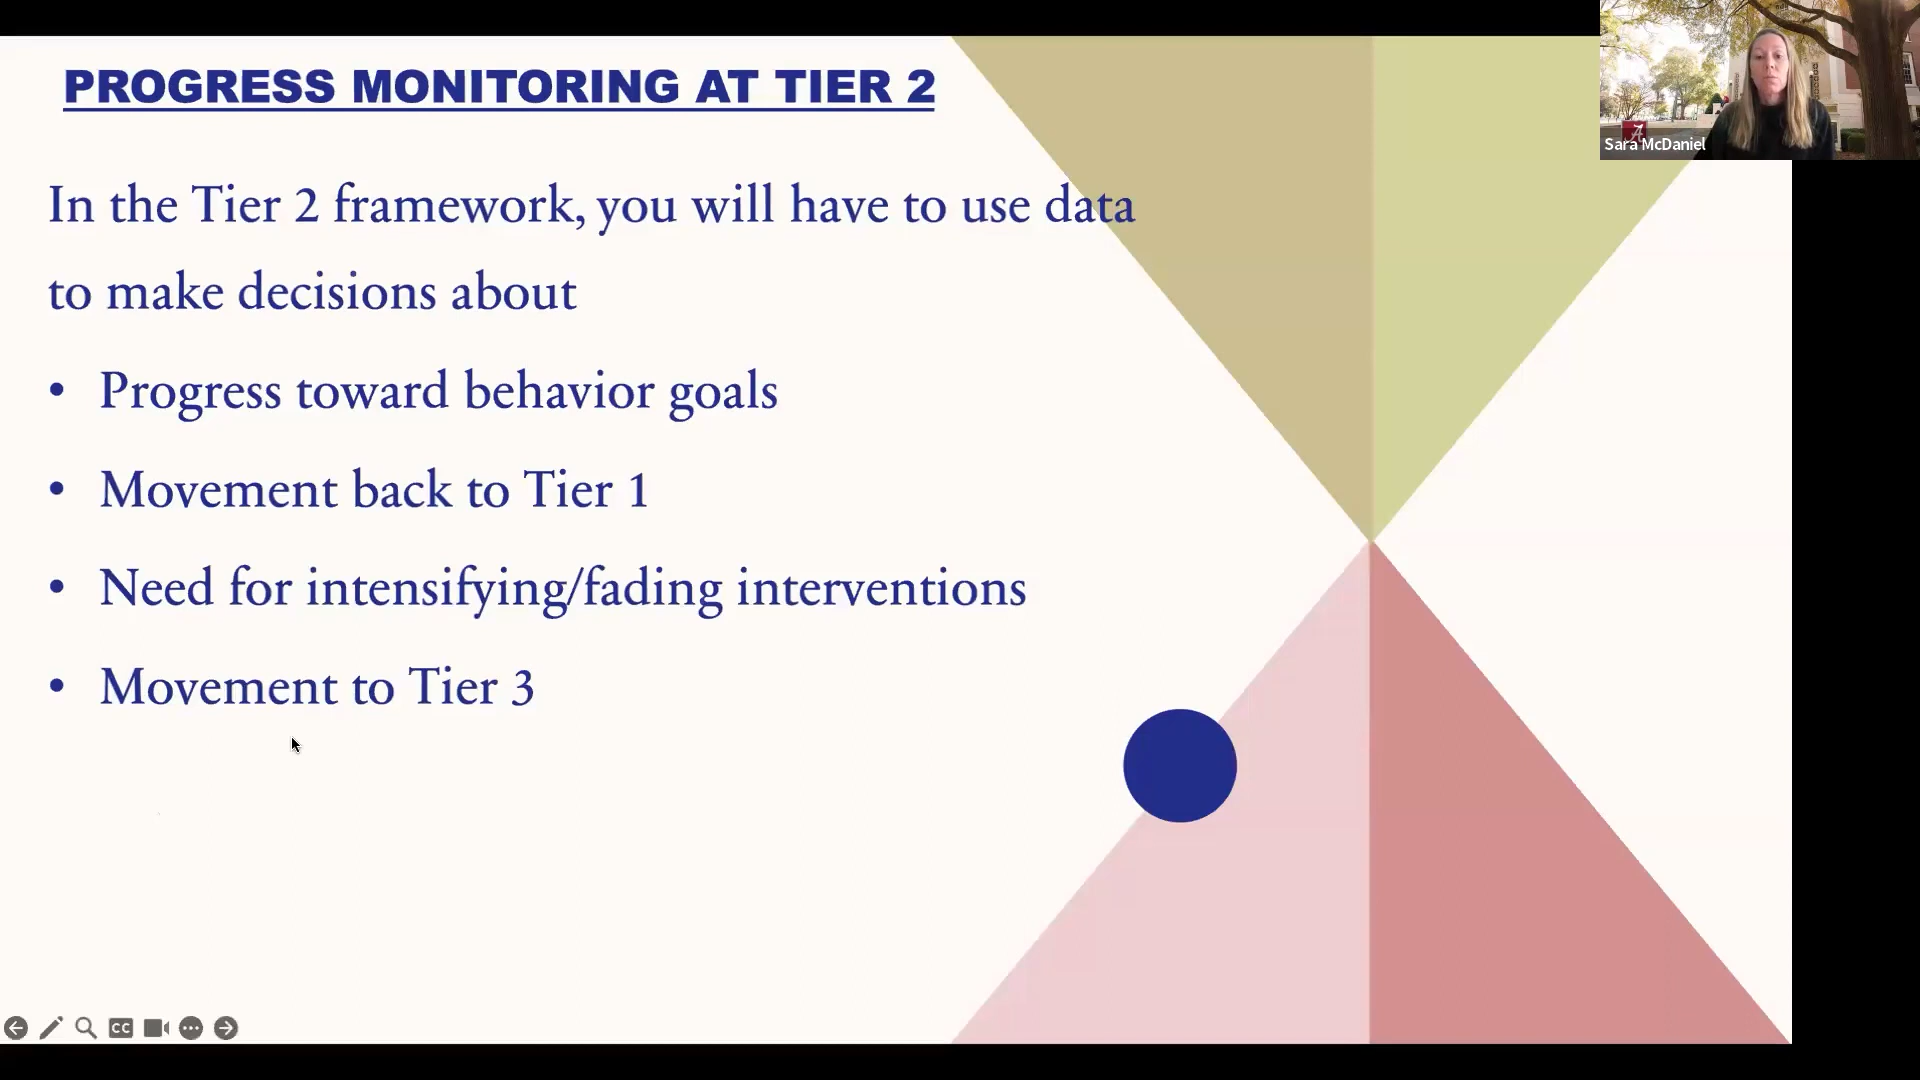 PROGRESS MONITORING AT TIER 2
In the Tier 2 framework, you will have to use data
to make decisions about
• Progress toward behavior goals
• Movement back to Tier 1
• Need for intensifying/fading interventions
• Movement to Tier 3
A
Sara McDaniel
CC